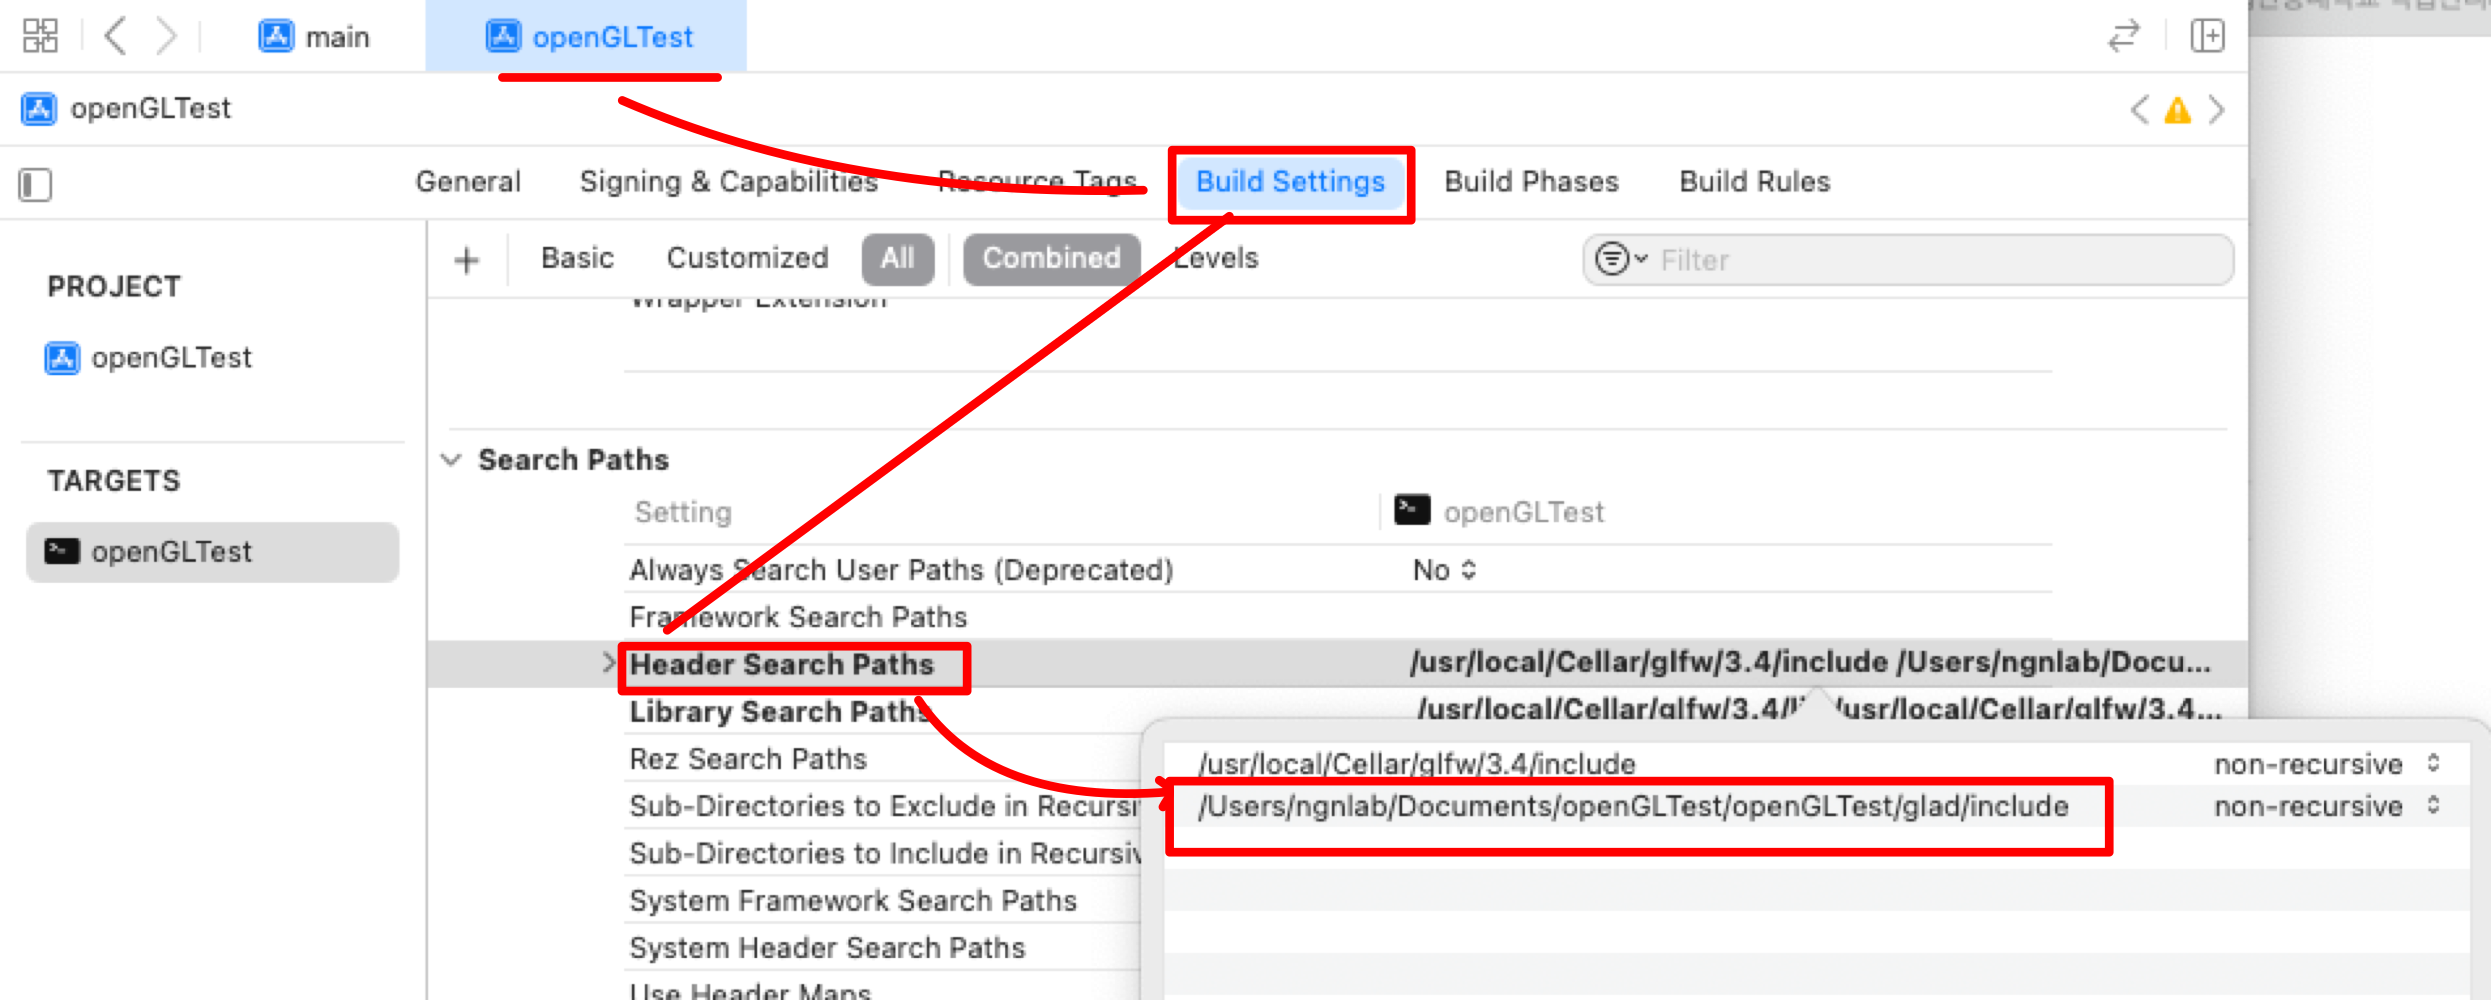 main
openGLTest
openGLTest
General Signing & Capabilities Resource Tags Build Settings Build Phases Build Rules
Basic Customized All Combined Levels Filter
PROJECT
openGLTest
TARGETS
openGLTest
Wrapper Extension
Search Paths
Setting openGLTest
Always Search User Paths (Deprecated) No
Framework Search Paths
Header Search Paths /usr/local/Cellar/glfw/3.4/include /Users/ngnlab/Docu...
Library Search Paths /usr/local/Cellar/glfw/3.4/li /usr/local/Cellar/glfw/3.4...
Rez Search Paths
Sub-Directories to Exclude in Recursi
Sub-Directories to Include in Recursiv
System Framework Search Paths
System Header Search Paths
Use Header Maps
/usr/local/Cellar/glfw/3.4/include non-recursive
/Users/ngnlab/Documents/openGLTest/openGLTest/glad/include non-recursive